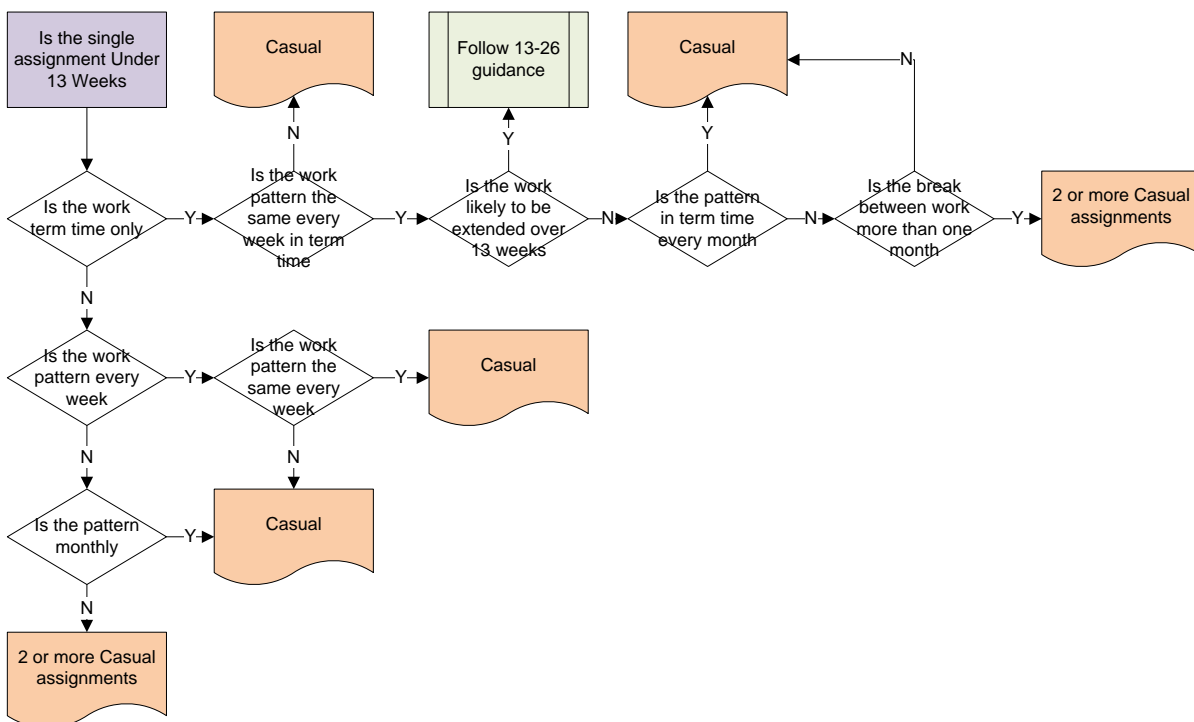 Is the single
assignment Under
13 Weeks
Casual
Follow 13-26
guidance
Casual
N
N
Y
Y
Is the work
term time only
Y
Is the work
pattern the
same every
week in term
time
Y
Is the work
likely to be
extended over
13 weeks
N
Is the pattern
in term time
every month
N
Is the break
between work
more than one
month
Y
2 or more Casual
assignments
N
Is the work
pattern every
week
Y
Is the work
pattern the
same every
week
Y
Casual
N
N
Is the pattern
monthly
Y
Casual
N
2 or more Casual
assignments